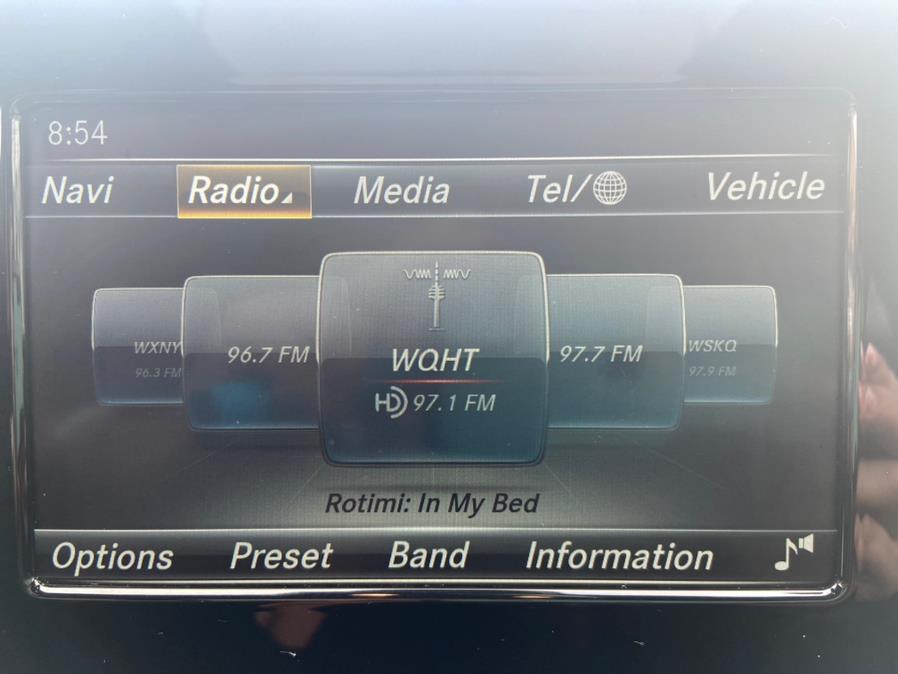 8:54
Navi Radio Media Tel/ Vehicle
WXNY 96.7 FM WQHT 97.7 FM WSKQ
96.3 FM HD 97.1 FM 97.9 FM
Rotimi: In My Bed
Options Preset Band Information